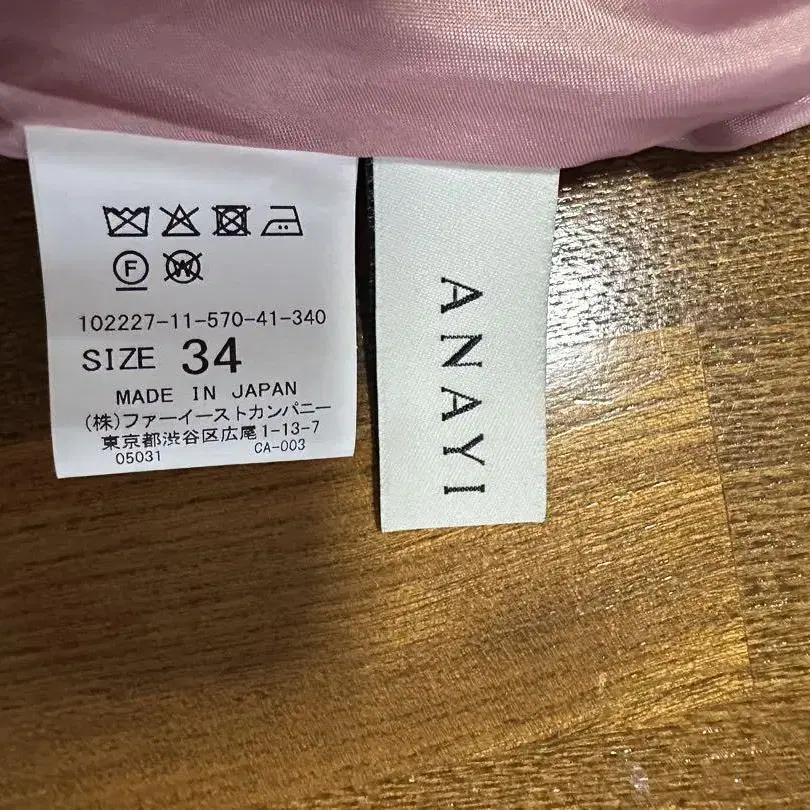 F
W
102227-11-570-41-340
SIZE 34
MADE IN JAPAN
(株)ファーイーストカンパニー
東京都渋谷区広尾1-13-7
05031 CA-003
ANAYI